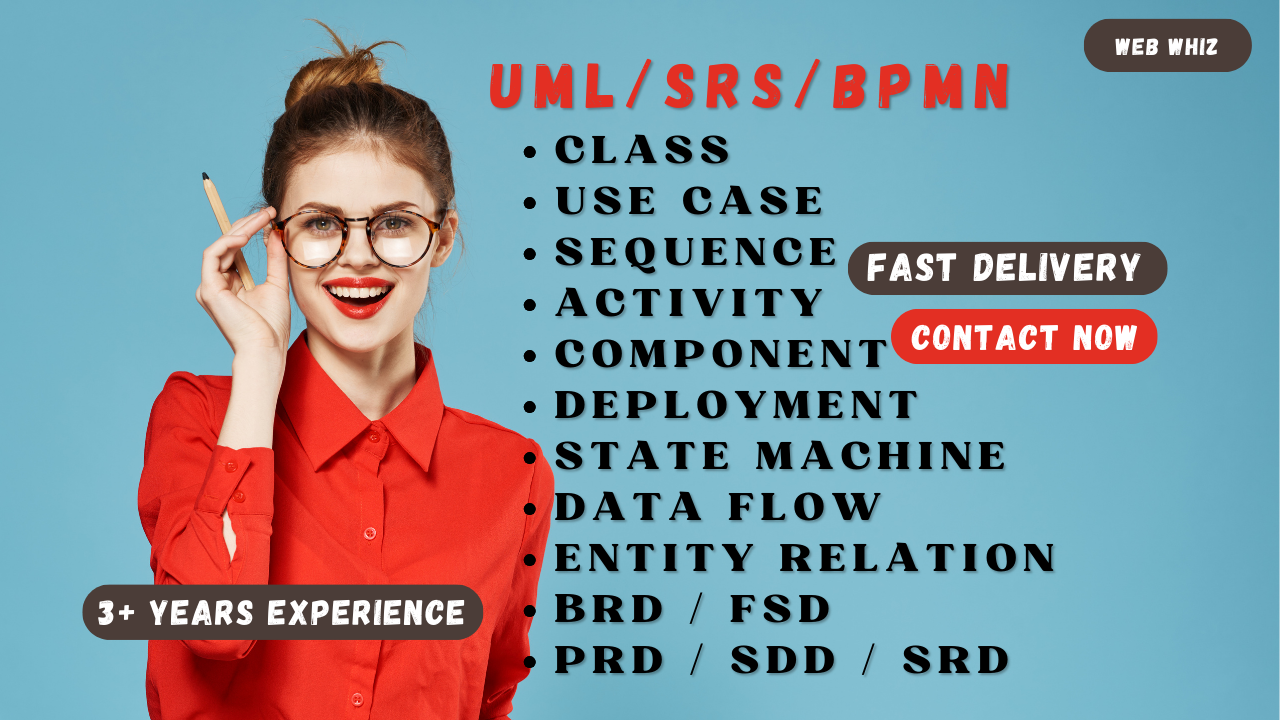 WEB WHIZ
UML/SRS/BPMN
• CLASS
• USE CASE
• SEQUENCE
• ACTIVITY
• COMPONENT
• DEPLOYMENT
• STATE MACHINE
• DATA FLOW
• ENTITY RELATION
• BRD / FSD
• PRD / SDD / SRD
FAST DELIVERY
CONTACT NOW
3+ YEARS EXPERIENCE